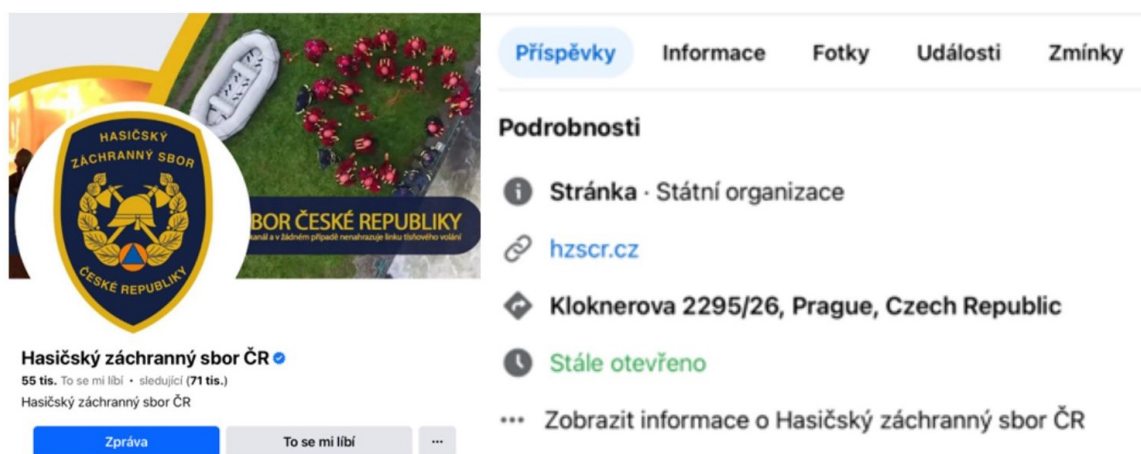 HASIČSKÝ
ZÁCHRANNÝ SBOR
ČESKÉ REPUBLIKY
BOR ČESKÉ REPUBLIKY
kanál a v žádném případě nenahrazuje linku tísňového volání
Hasičský záchranný sbor ČR
55 tis. To se mi líbí • sledující (71 tis.)
Hasičský záchranný sbor ČR
Zpráva To se mi líbí ...
Příspěvky Informace Fotky Události Zmínky
Podrobnosti
Stránka · Státní organizace
hzscr.cz
Kloknerova 2295/26, Prague, Czech Republic
Stále otevřeno
... Zobrazit informace o Hasičský záchranný sbor ČR